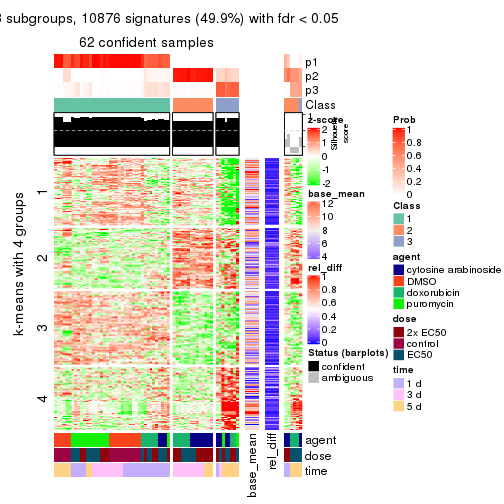 3 subgroups, 10876 signatures (49.9%) with fdr < 0.05
62 confident samples
p1
p2
p3
Class
1
Silhouette
score
k-means with 4 groups
1
2
3
4
z-score
2
1
0
-1
-2
base_mean
12
10
8
6
4
rel_diff
1
0.8
0.6
0.4
0.2
0
Status (barplots)
confident
ambiguous
Prob
1
0.8
0.6
0.4
0.2
0
Class
1
2
3
agent
cytosine arabinoside
DMSO
doxorubicin
puromycin
dose
2x EC50
control
EC50
time
1 d
3 d
5 d
agent
dose
time
base_mean
rel_diff